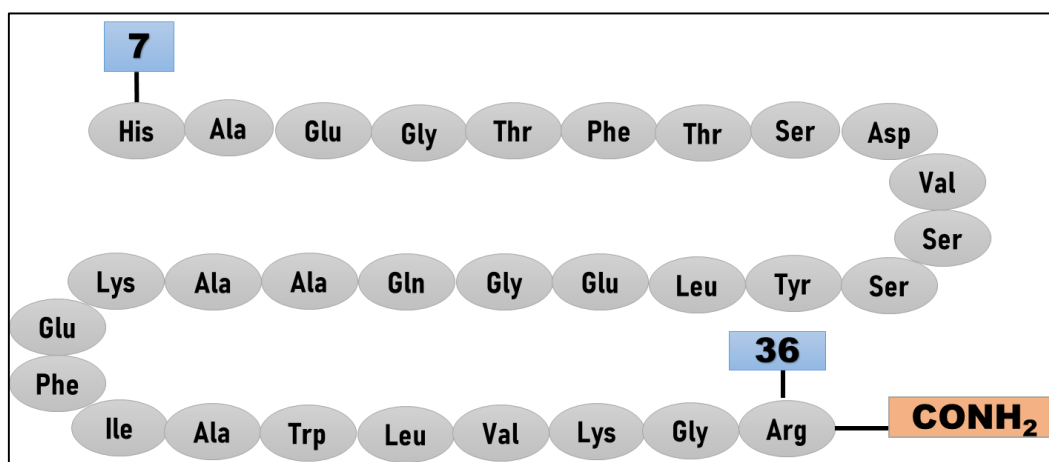 7
His Ala Glu Gly Thr Phe Thr Ser Asp
Val
Ser
Lys Ala Ala Gln Gly Glu Leu Tyr Ser
Glu
36
Phe
Ile Ala Trp Leu Val Lys Gly Arg CONH₂